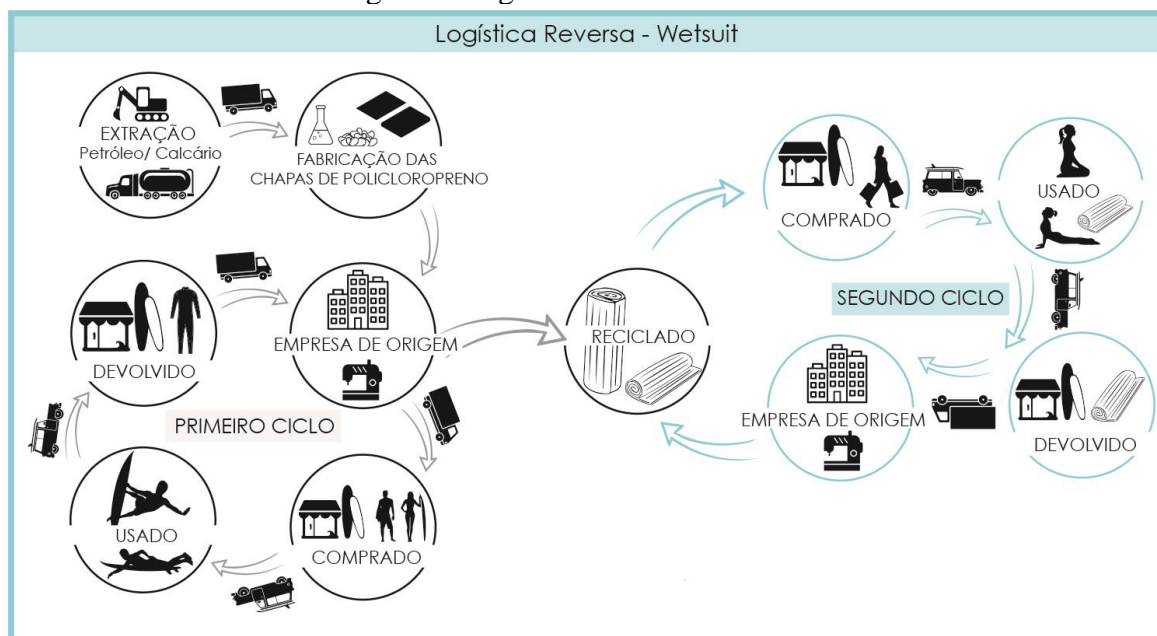 Logística Reversa - Wetsuit
EXTRAÇÃO
Petróleo/ Calcário
FABRICAÇÃO DAS
CHAPAS DE POLICLOROPRENO
DEVOLVIDO
EMPRESA DE ORIGEM
PRIMEIRO CICLO
USADO
COMPRADO
RECICLADO
COMPRADO
USADO
SEGUNDO CICLO
EMPRESA DE ORIGEM
DEVOLVIDO